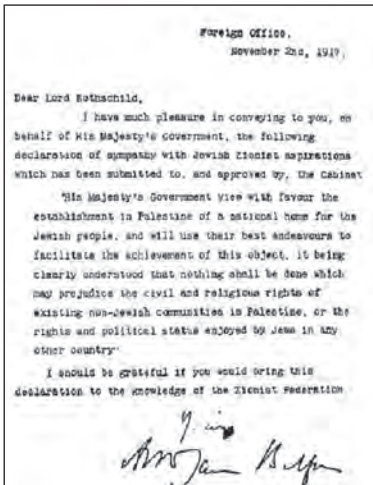 Foreign Office,
November 2nd, 1917.
Dear Lord Rothschild,
I have much pleasure in conveying to you, on
behalf of His Majesty's Government, the following
declaration of sympathy with Jewish Zionist aspirations
which has been submitted to, and approved by, the Cabinet
"His Majesty's Government view with favour the
establishment in Palestine of a national home for the
Jewish people, and will use their best endeavours to
facilitate the achievement of this object, it being
clearly understood that nothing shall be done which
may prejudice the civil and religious rights of
existing non-Jewish communities in Palestine, or the
rights and political status enjoyed by Jews in any
other country"
I should be grateful if you would bring this
declaration to the knowledge of the Zionist Federation